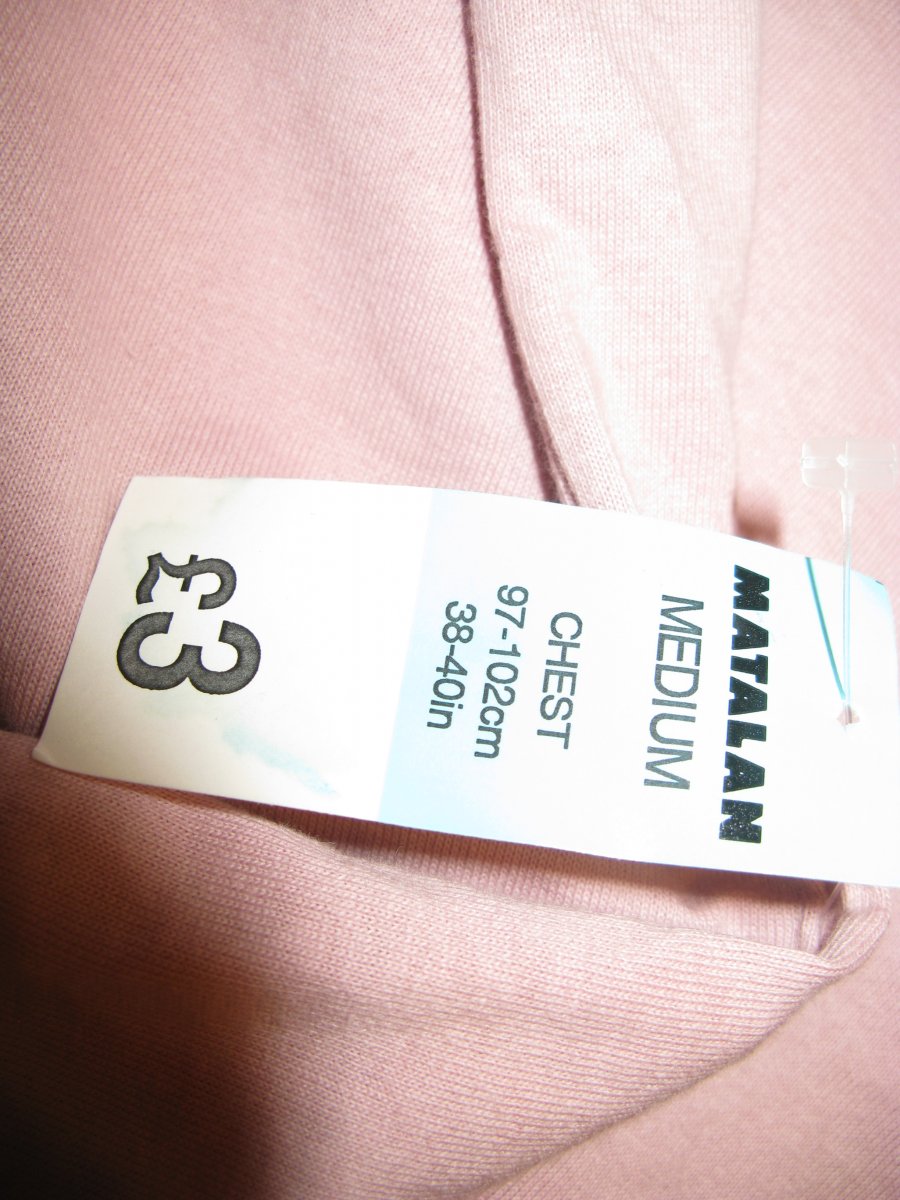 MATALAN
MEDIUM
CHEST
97-102cm
38-40in
£3